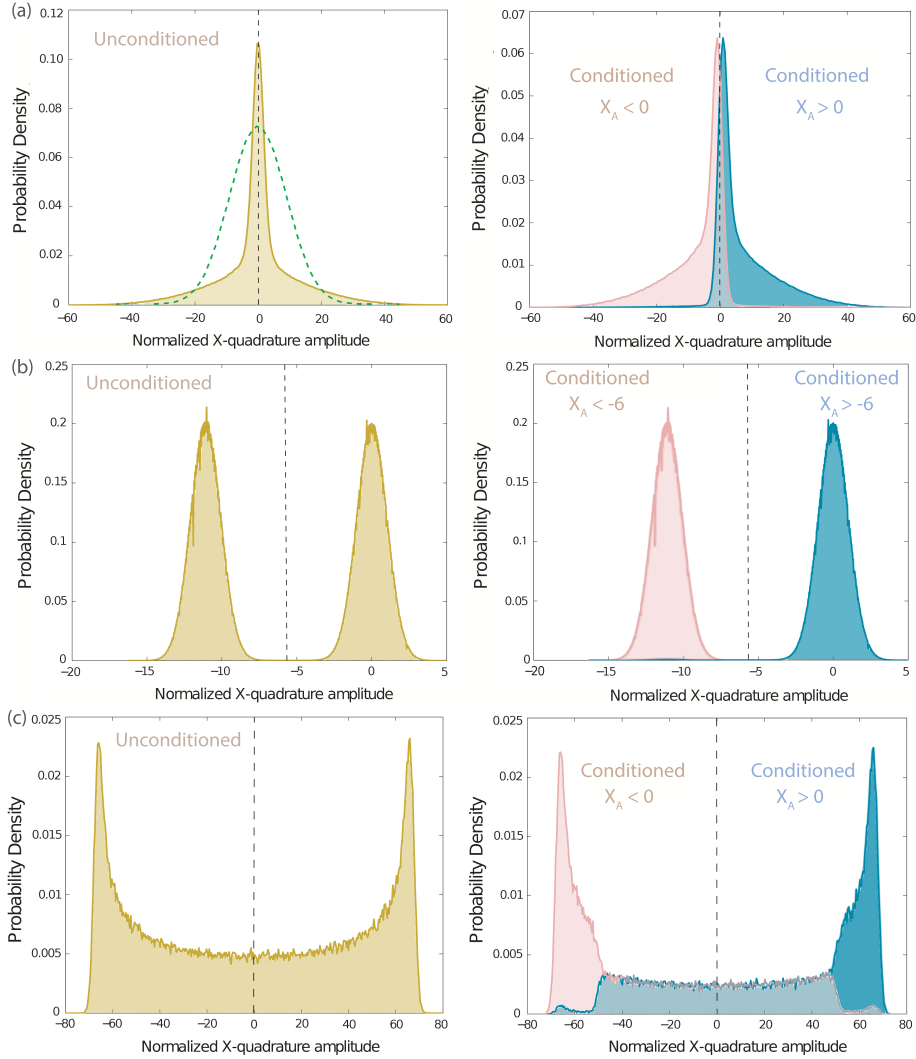 (a)
Unconditioned
Probability Density
0.12
0.10
0.08
0.06
0.04
0.02
0
−60 −40 −20 0 20 40 60
Normalized X-quadrature amplitude
Conditioned
X_A < 0
Conditioned
X_A > 0
Probability Density
0.07
0.06
0.05
0.04
0.03
0.02
0.01
0
−60 −40 −20 0 20 40 60
Normalized X-quadrature amplitude
(b)
Unconditioned
Probability Density
0.25
0.2
0.15
0.1
0.05
0
−20 −15 −10 −5 0 5
Normalized X-quadrature amplitude
Conditioned
X_A < -6
Conditioned
X_A > -6
Probability Density
0.25
0.2
0.15
0.1
0.05
0
−20 −15 −10 −5 0 5
Normalized X-quadrature amplitude
(c)
Unconditioned
Probability Density
0.025
0.02
0.015
0.01
0.005
0
−80 −60 −40 −20 0 20 40 60 80
Normalized X-quadrature amplitude
Conditioned
X_A < 0
Conditioned
X_A > 0
Probability Density
0.025
0.02
0.015
0.01
0.005
0
−80 −60 −40 −20 0 20 40 60 80
Normalized X-quadrature amplitude